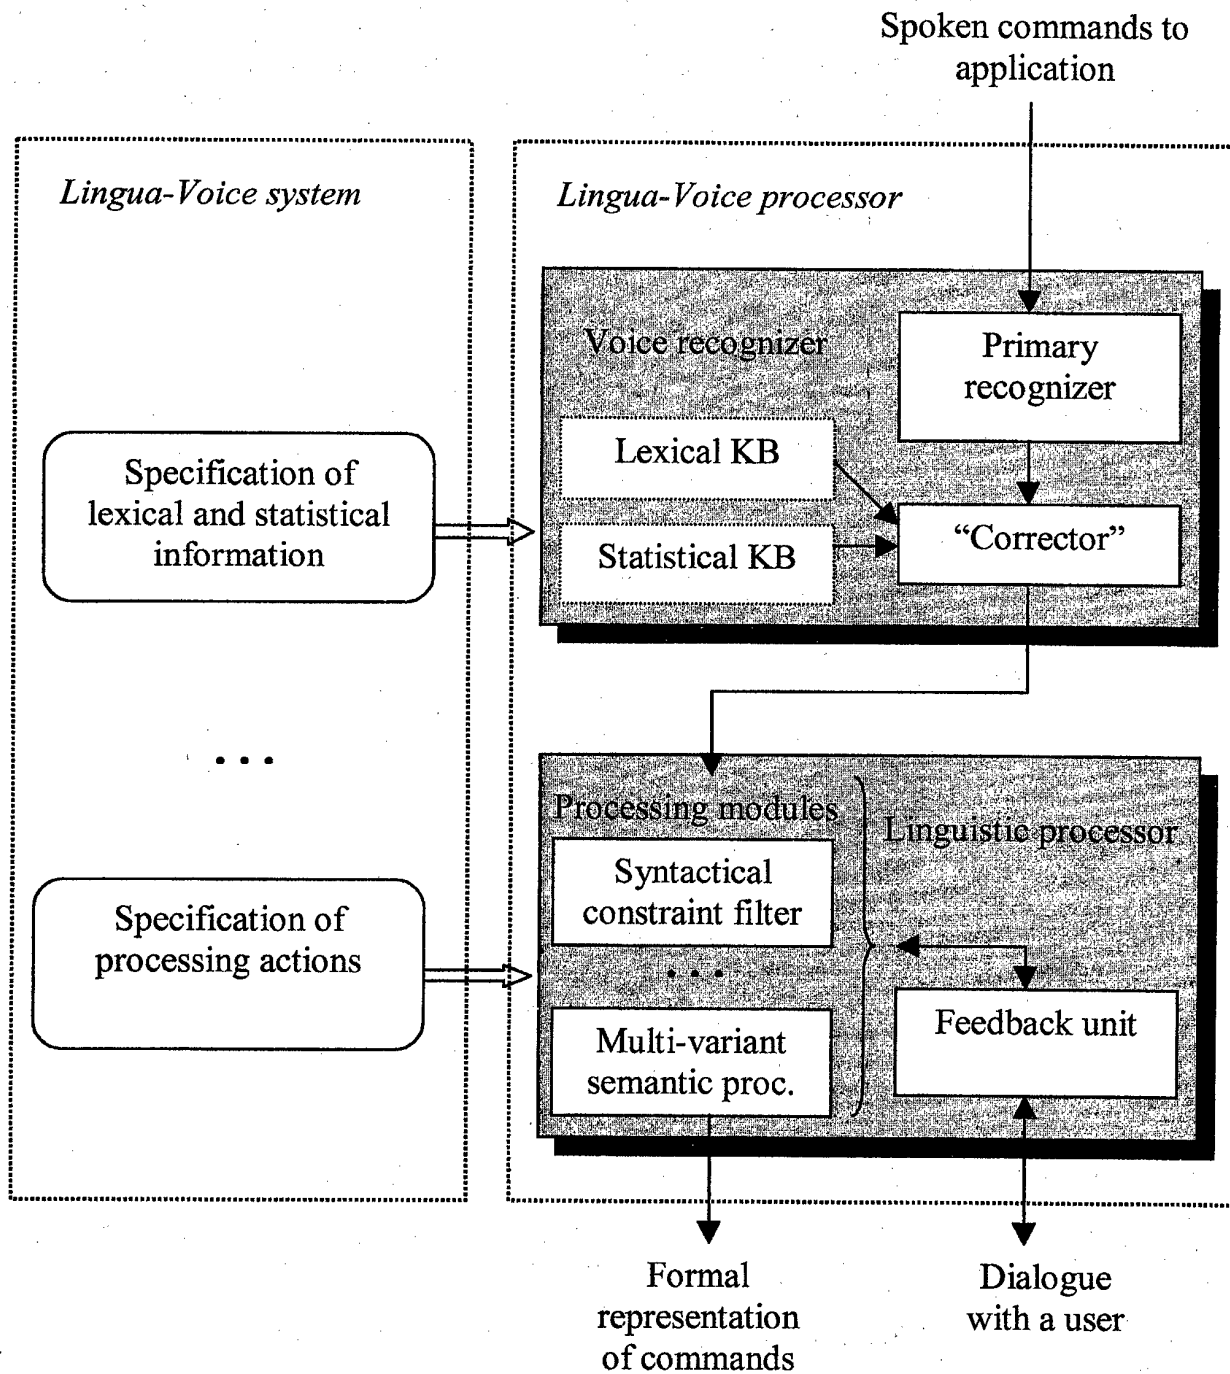 Spoken commands to
application
Lingua-Voice system
Lingua-Voice processor
Voice recognizer
Primary
recognizer
Lexical KB
Statistical KB
“Corrector”
Specification of
lexical and statistical
information
. . .
Processing modules
Linguistic processor
Syntactical
constraint filter
. . .
Multi-variant
semantic proc.
Feedback unit
Specification of
processing actions
Formal
representation
of commands
Dialogue
with a user